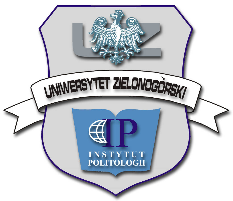 UZ
UNIWERSYTET ZIELONOGÓRSKI
IP
INSTYTUT
POLITOLOGII